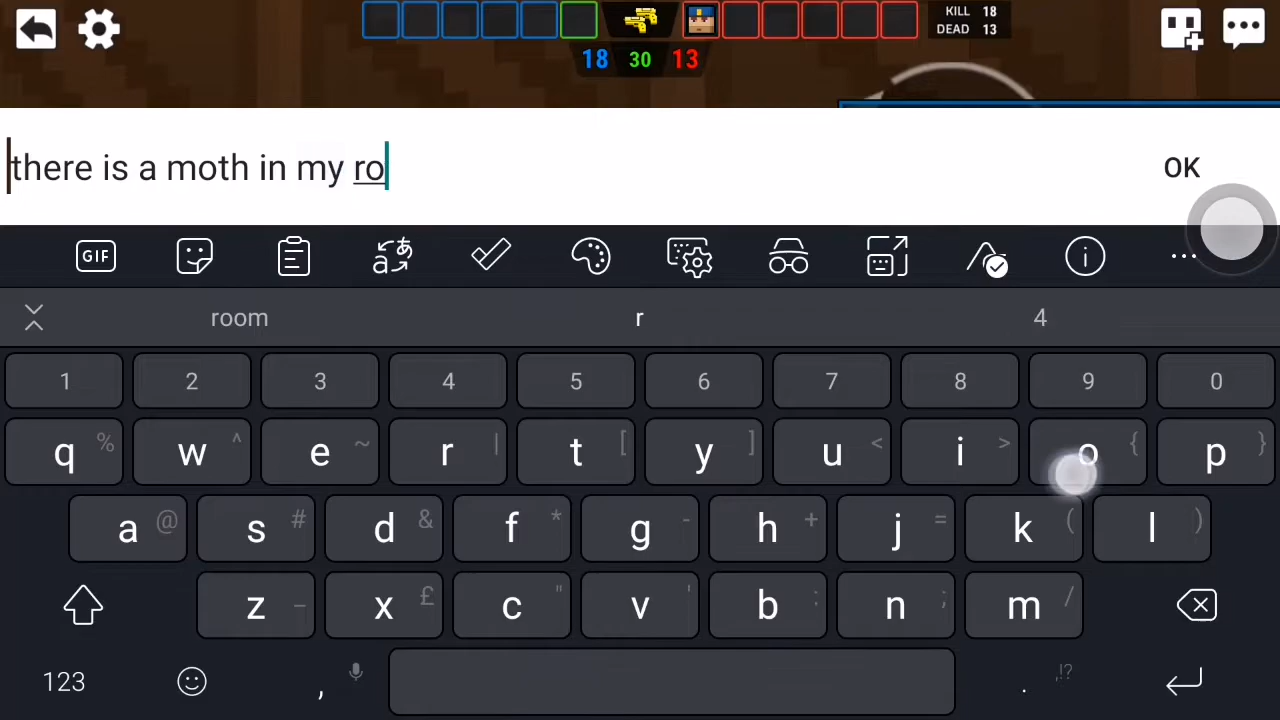 KILL 18
DEAD 13
18 30 13
there is a moth in my ro
OK
GIF
room r 4
1 2 3 4 5 6 7 8 9 0
q % w ^ e ~ r | t [ y ] u < i > o { p }
a @ s # d & f * g - h + j = k ( l )
z _ x £ c " v ' b : n ; m /
123 , . ,!?